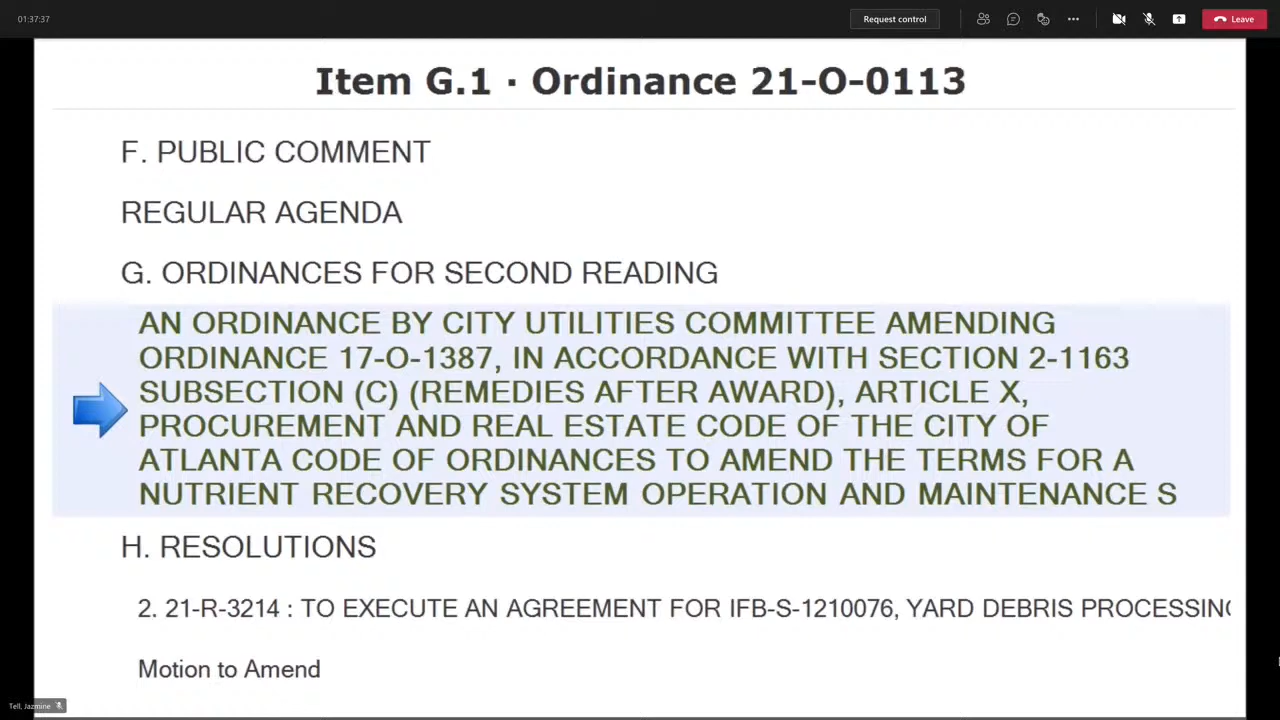 01:37:37
Request control
Leave
Item G.1 · Ordinance 21-O-0113
F. PUBLIC COMMENT
REGULAR AGENDA
G. ORDINANCES FOR SECOND READING
AN ORDINANCE BY CITY UTILITIES COMMITTEE AMENDING
ORDINANCE 17-O-1387, IN ACCORDANCE WITH SECTION 2-1163
SUBSECTION (C) (REMEDIES AFTER AWARD), ARTICLE X,
PROCUREMENT AND REAL ESTATE CODE OF THE CITY OF
ATLANTA CODE OF ORDINANCES TO AMEND THE TERMS FOR A
NUTRIENT RECOVERY SYSTEM OPERATION AND MAINTENANCE S
H. RESOLUTIONS
2. 21-R-3214 : TO EXECUTE AN AGREEMENT FOR IFB-S-1210076, YARD DEBRIS PROCESSING
Motion to Amend
Tell, Jazmine